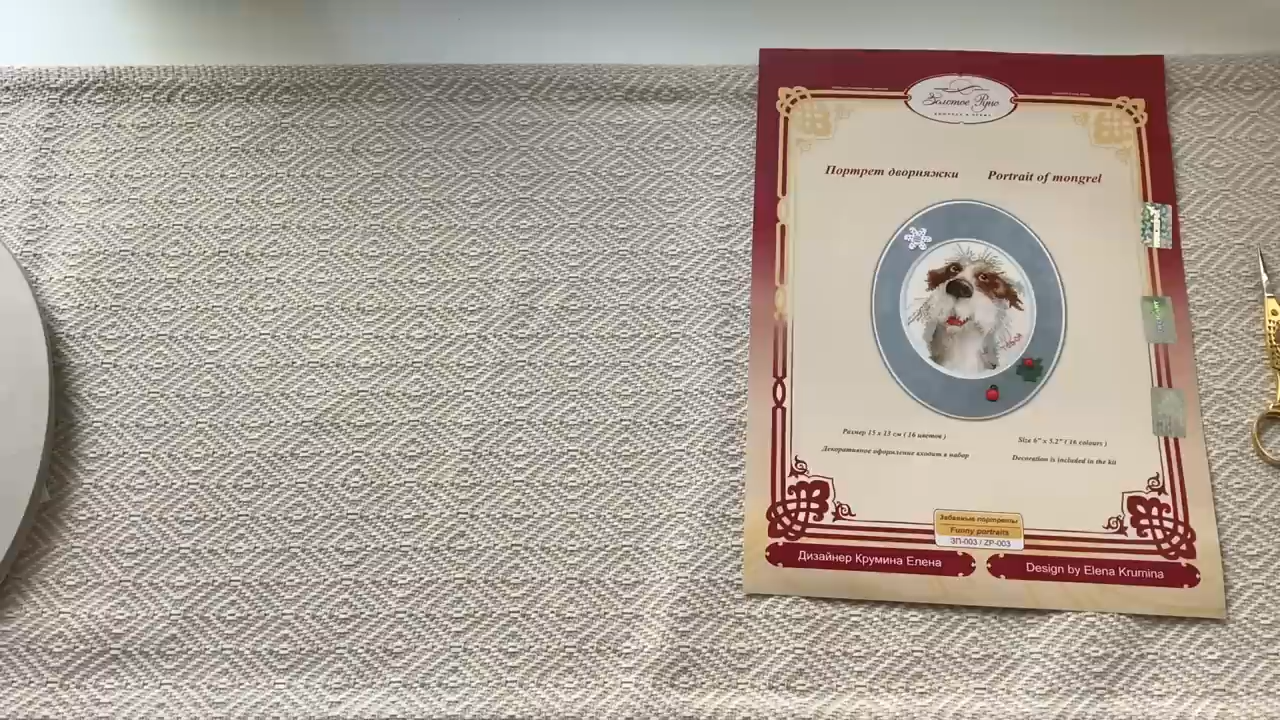 Золотое Руно
Портрет дворняжки
Portrait of mongrel
Размер 15 х 13 см ( 16 цветов )
Size 6" x 5.2" ( 16 colours )
Декоративное оформление входит в набор
Decoration is included in the kit
Забавные портреты
Funny portraits
ЗП-003 / ZP-003
Дизайнер Крумина Елена
Design by Elena Krumina